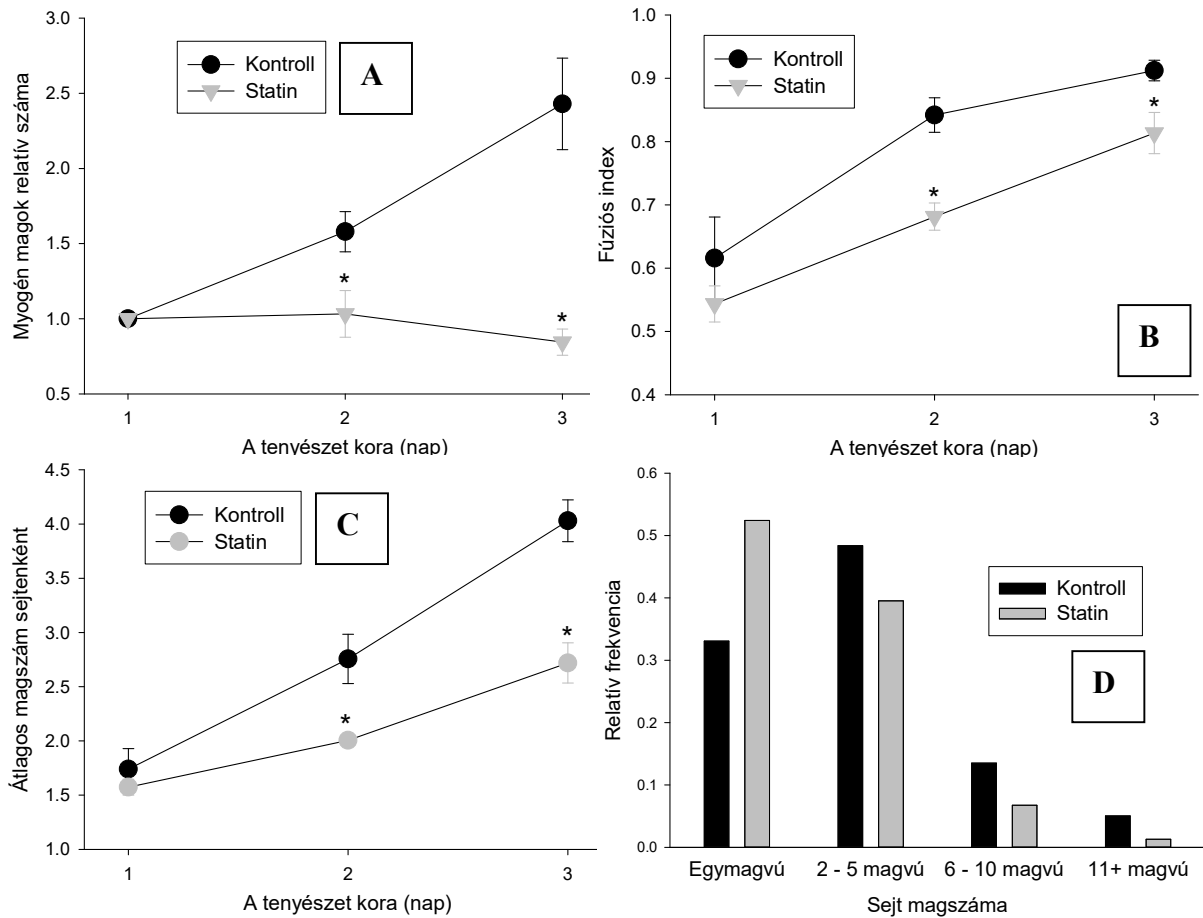 3.0
2.5
2.0
1.5
1.0
0.5
Myogén magok relatív száma
Kontroll
Statin
A
*
*
1
2
3
A tenyészet kora (nap)
0.9
0.8
0.7
0.6
0.5
0.4
Fúziós index
Kontroll
Statin
*
*
B
1
2
3
A tenyészet kora (nap)
4.5
4.0
3.5
3.0
2.5
2.0
1.5
1.0
Átlagos magszám sejtenként
Kontroll
Statin
C
*
*
1
2
3
A tenyészet kora (nap)
0.6
0.5
0.4
0.3
0.2
0.1
0.0
Relatív frekvencia
Kontroll
Statin
D
Egymagvú
2 - 5 magvú
6 - 10 magvú
11+ magvú
Sejt magszáma